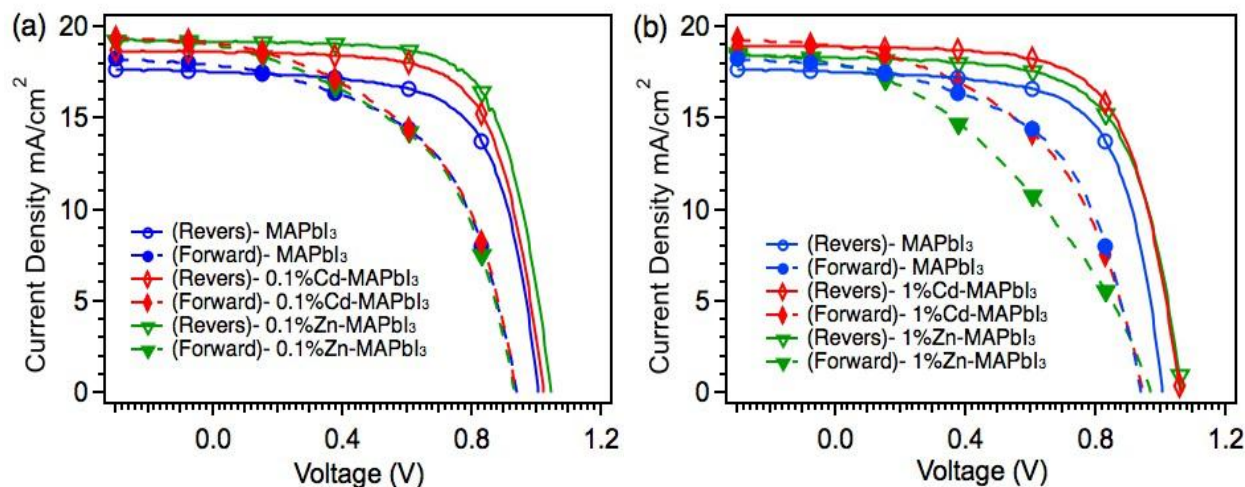 (a)
20
15
10
5
0
Current Density mA/cm²
(Revers)- MAPbI₃
(Forward)- MAPbI₃
(Revers)- 0.1%Cd-MAPbI₃
(Forward)- 0.1%Cd-MAPbI₃
(Revers)- 0.1%Zn-MAPbI₃
(Forward)- 0.1%Zn-MAPbI₃
0.0 0.4 0.8 1.2
Voltage (V)
(b)
20
15
10
5
0
Current Density mA/cm²
(Revers)- MAPbI₃
(Forward)- MAPbI₃
(Revers)- 1%Cd-MAPbI₃
(Forward)- 1%Cd-MAPbI₃
(Revers)- 1%Zn-MAPbI₃
(Forward)- 1%Zn-MAPbI₃
0.0 0.4 0.8 1.2
Voltage (V)